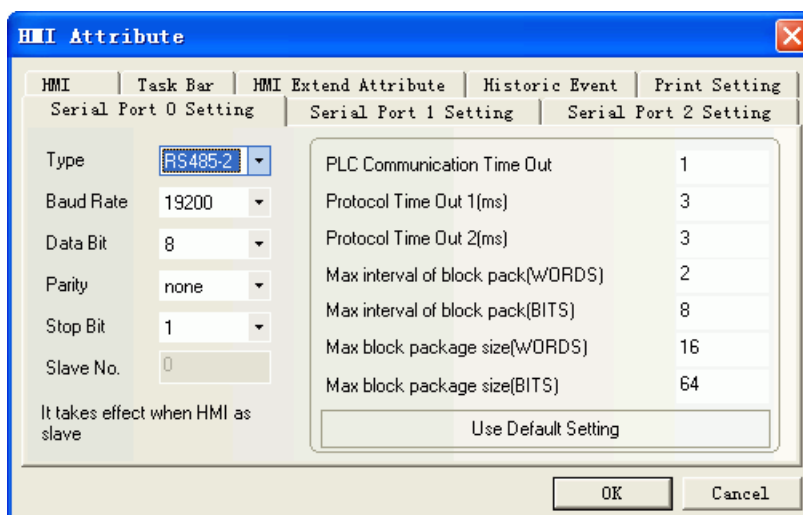 HMI Attribute
HMI Task Bar HMI Extend Attribute Historic Event Print Setting
Serial Port 0 Setting Serial Port 1 Setting Serial Port 2 Setting
Type RS485-2
Baud Rate 19200
Data Bit 8
Parity none
Stop Bit 1
Slave No. 0
It takes effect when HMI as
slave
PLC Communication Time Out 1
Protocol Time Out 1(ms) 3
Protocol Time Out 2(ms) 3
Max interval of block pack(WORDS) 2
Max interval of block pack(BITS) 8
Max block package size(WORDS) 16
Max block package size(BITS) 64
Use Default Setting
OK Cancel